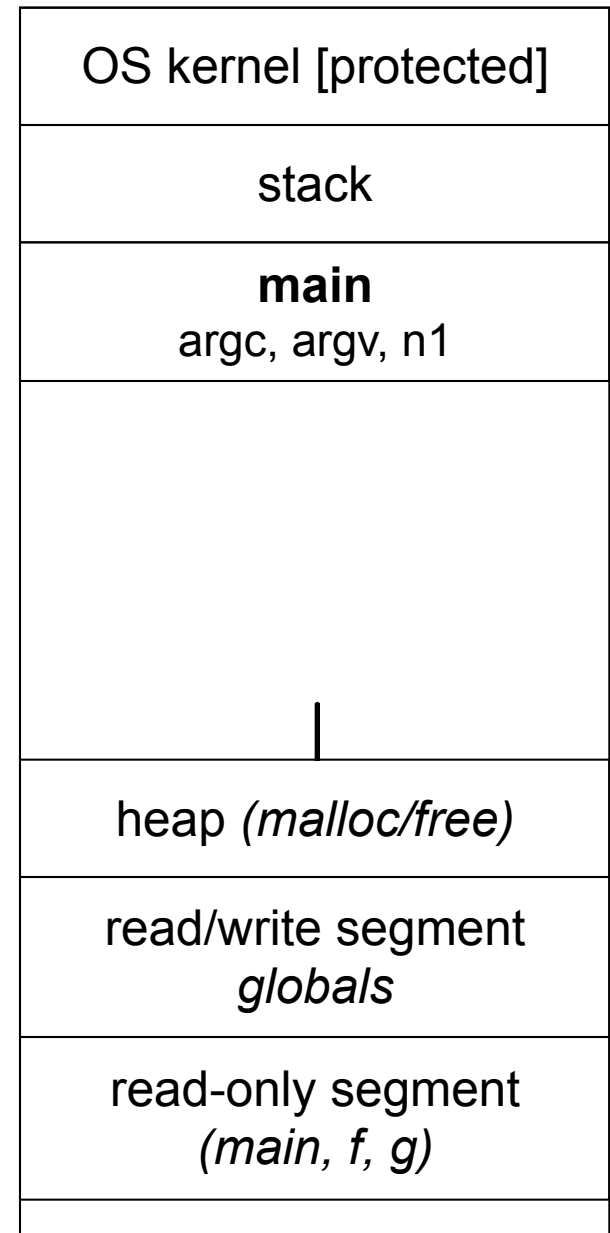 OS kernel [protected]
stack
main
argc, argv, n1
heap (malloc/free)
read/write segment
globals
read-only segment
(main, f, g)